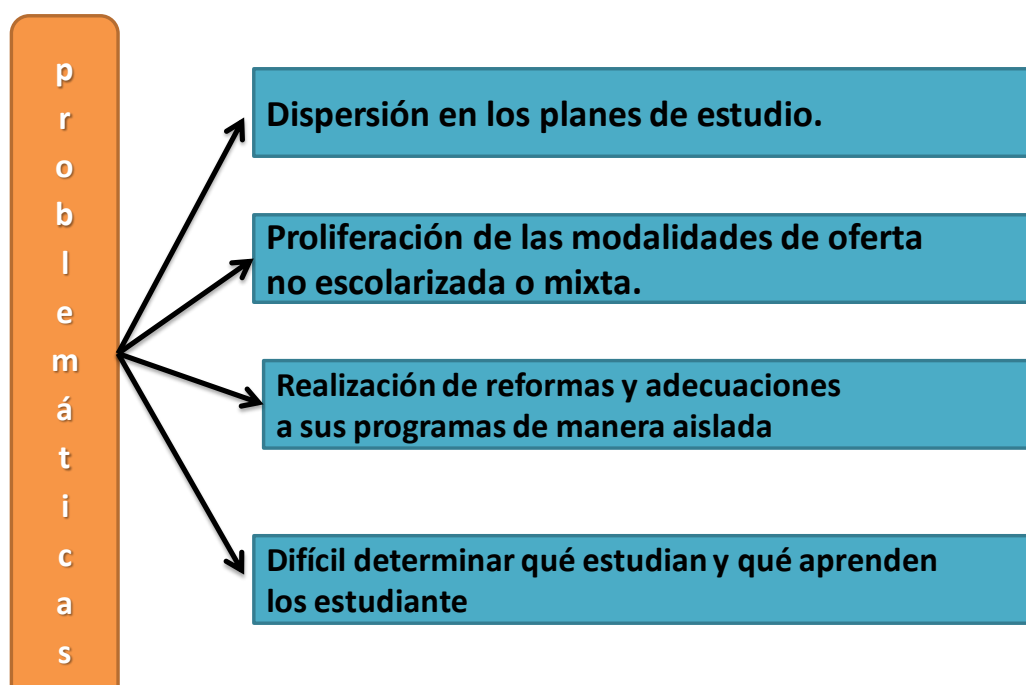 problemáticas
Dispersión en los planes de estudio.
Proliferación de las modalidades de oferta
no escolarizada o mixta.
Realización de reformas y adecuaciones
a sus programas de manera aislada
Difícil determinar qué estudian y qué aprenden
los estudiante